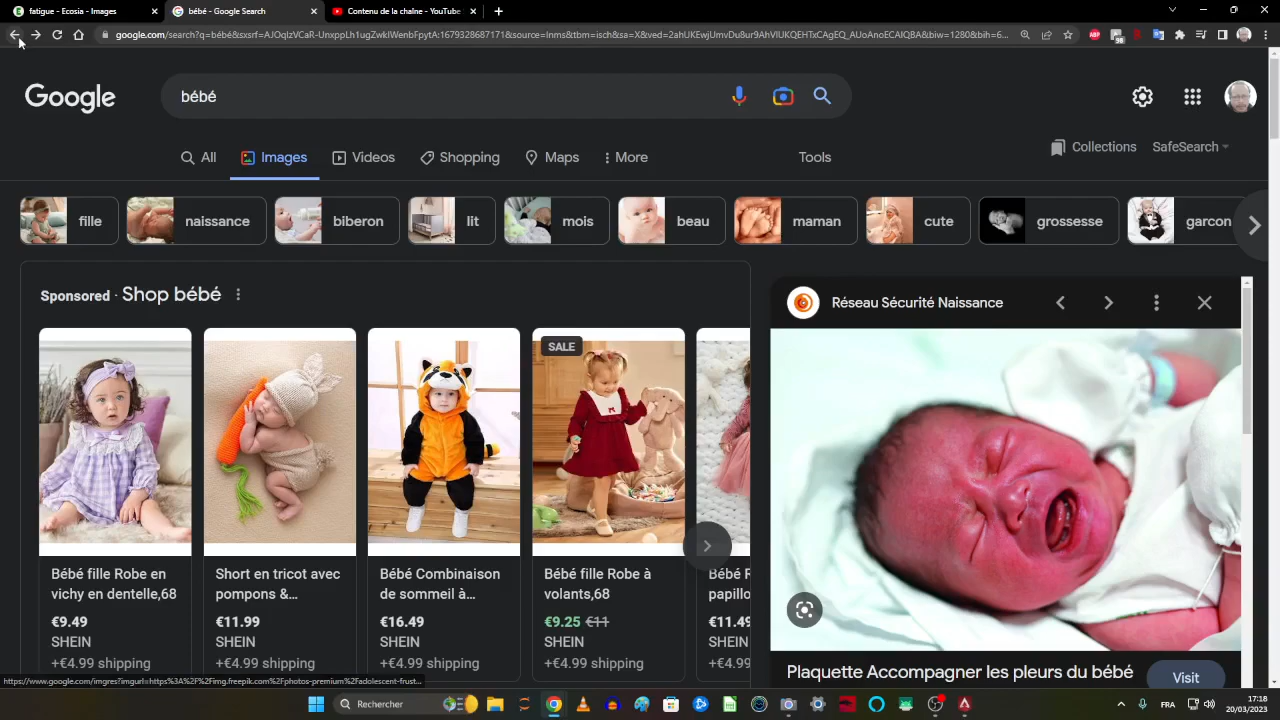 fatigue - Ecosia - Images
bébé - Google Search
Contenu de la chaîne - YouTube
google.com/search?q=bébé&sxsrf=AJOqlzVCaR-UnxppLh1ugZwkIWenbFpytA:1679328687171&source=lnms&tbm=isch&sa=X&ved=2ahUKEwjUmvDu8ur9AhVIUKQEHTxCAgEQ_AUoAnoECAIQBA&biw=1280&bih=6...
Google
bébé
All
Images
Videos
Shopping
Maps
More
Tools
Collections
SafeSearch
fille
naissance
biberon
lit
mois
beau
maman
cute
grossesse
garcon
Sponsored · Shop bébé
SALE
Bébé fille Robe en
vichy en dentelle,68
€9.49
SHEIN
+€4.99 shipping
Short en tricot avec
pompons &...
€11.99
SHEIN
+€4.99 shipping
Bébé Combinaison
de sommeil à...
€16.49
SHEIN
+€4.99 shipping
Bébé fille Robe à
volants,68
€9.25 €11
SHEIN
+€4.99 shipping
Bébé R
papillo
€11.49
SHEIN
+€4.99
Réseau Sécurité Naissance
Plaquette Accompagner les pleurs du bébé
Visit
https://www.google.com/imgres?imgurl=https%3A%2F%2Fimg.freepik.com%2Fphotos-premium%2Fadolescent-frust...
Rechercher
FRA
17:18
20/03/2023